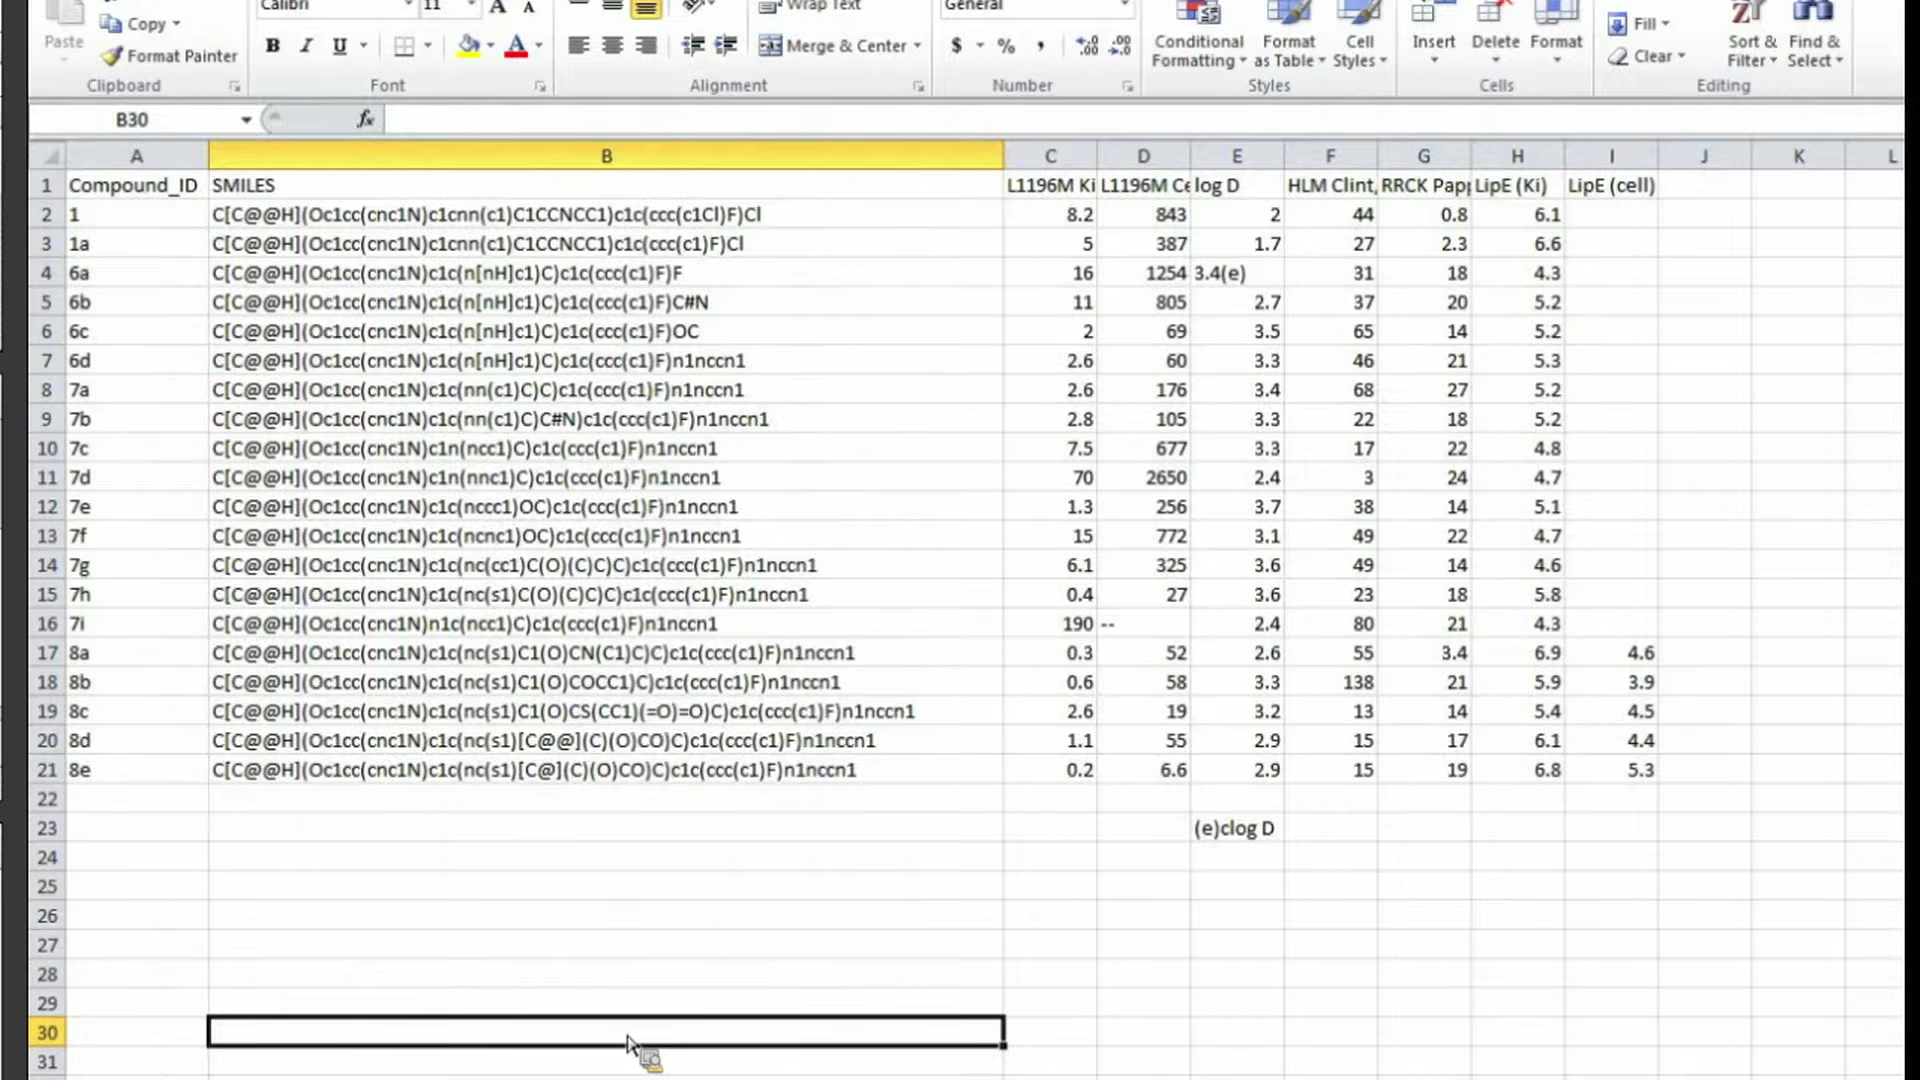 Calibri 11 A A Wrap Text General
Paste Copy Fill
Format Painter B I U A Merge & Center $ % , Conditional Formatting Format as Table Cell Styles Insert Delete Format Clear Sort & Filter Find & Select
Clipboard Font Alignment Number Styles Cells Editing
B30 fx
A B C D E F G H I J K L
1 Compound_ID SMILES L1196M Ki L1196M Ce log D HLM Clint, RRCK Papp LipE (Ki) LipE (cell)
2 1 C[C@@H](Oc1cc(cnc1N)c1cnn(c1)C1CCNCC1)c1c(ccc(c1Cl)F)Cl 8.2 843 2 44 0.8 6.1
3 1a C[C@@H](Oc1cc(cnc1N)c1cnn(c1)C1CCNCC1)c1c(ccc(c1)F)Cl 5 387 1.7 27 2.3 6.6
4 6a C[C@@H](Oc1cc(cnc1N)c1c(n[nH]c1)C)c1c(ccc(c1)F)F 16 1254 3.4(e) 31 18 4.3
5 6b C[C@@H](Oc1cc(cnc1N)c1c(n[nH]c1)C)c1c(ccc(c1)F)C#N 11 805 2.7 37 20 5.2
6 6c C[C@@H](Oc1cc(cnc1N)c1c(n[nH]c1)C)c1c(ccc(c1)F)OC 2 69 3.5 65 14 5.2
7 6d C[C@@H](Oc1cc(cnc1N)c1c(n[nH]c1)C)c1c(ccc(c1)F)n1nccn1 2.6 60 3.3 46 21 5.3
8 7a C[C@@H](Oc1cc(cnc1N)c1c(nn(c1)C)C)c1c(ccc(c1)F)n1nccn1 2.6 176 3.4 68 27 5.2
9 7b C[C@@H](Oc1cc(cnc1N)c1c(nn(c1)C)C#N)c1c(ccc(c1)F)n1nccn1 2.8 105 3.3 22 18 5.2
10 7c C[C@@H](Oc1cc(cnc1N)c1n(ncc1)C)c1c(ccc(c1)F)n1nccn1 7.5 677 3.3 17 22 4.8
11 7d C[C@@H](Oc1cc(cnc1N)c1n(nnc1)C)c1c(ccc(c1)F)n1nccn1 70 2650 2.4 3 24 4.7
12 7e C[C@@H](Oc1cc(cnc1N)c1c(nccc1)OC)c1c(ccc(c1)F)n1nccn1 1.3 256 3.7 38 14 5.1
13 7f C[C@@H](Oc1cc(cnc1N)c1c(ncnc1)OC)c1c(ccc(c1)F)n1nccn1 15 772 3.1 49 22 4.7
14 7g C[C@@H](Oc1cc(cnc1N)c1c(nc(cc1)C(O)(C)C)C)c1c(ccc(c1)F)n1nccn1 6.1 325 3.6 49 14 4.6
15 7h C[C@@H](Oc1cc(cnc1N)c1c(nc(s1)C(O)(C)C)C)c1c(ccc(c1)F)n1nccn1 0.4 27 3.6 23 18 5.8
16 7i C[C@@H](Oc1cc(cnc1N)n1c(ncc1)C)c1c(ccc(c1)F)n1nccn1 190 -- 2.4 80 21 4.3
17 8a C[C@@H](Oc1cc(cnc1N)c1c(nc(s1)C1(O)CN(C1)C)C)c1c(ccc(c1)F)n1nccn1 0.3 52 2.6 55 3.4 6.9 4.6
18 8b C[C@@H](Oc1cc(cnc1N)c1c(nc(s1)C1(O)COCC1)C)c1c(ccc(c1)F)n1nccn1 0.6 58 3.3 138 21 5.9 3.9
19 8c C[C@@H](Oc1cc(cnc1N)c1c(nc(s1)C1(O)CS(CC1)(=O)=O)C)c1c(ccc(c1)F)n1nccn1 2.6 19 3.2 13 14 5.4 4.5
20 8d C[C@@H](Oc1cc(cnc1N)c1c(nc(s1)[C@@](C)(O)CO)C)c1c(ccc(c1)F)n1nccn1 1.1 55 2.9 15 17 6.1 4.4
21 8e C[C@@H](Oc1cc(cnc1N)c1c(nc(s1)[C@](C)(O)CO)C)c1c(ccc(c1)F)n1nccn1 0.2 6.6 2.9 15 19 6.8 5.3
22
23 (e)clog D
24
25
26
27
28
29
30
31